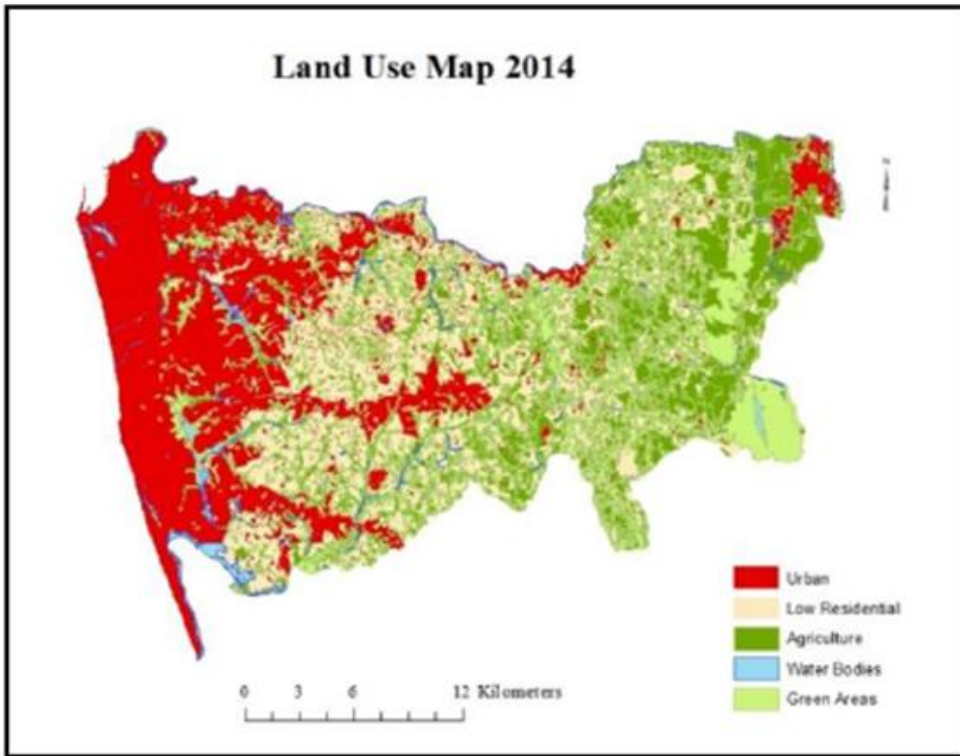 Land Use Map 2014
Urban
Low Residential
Agriculture
Water Bodies
Green Areas
0 3 6 12 Kilometers